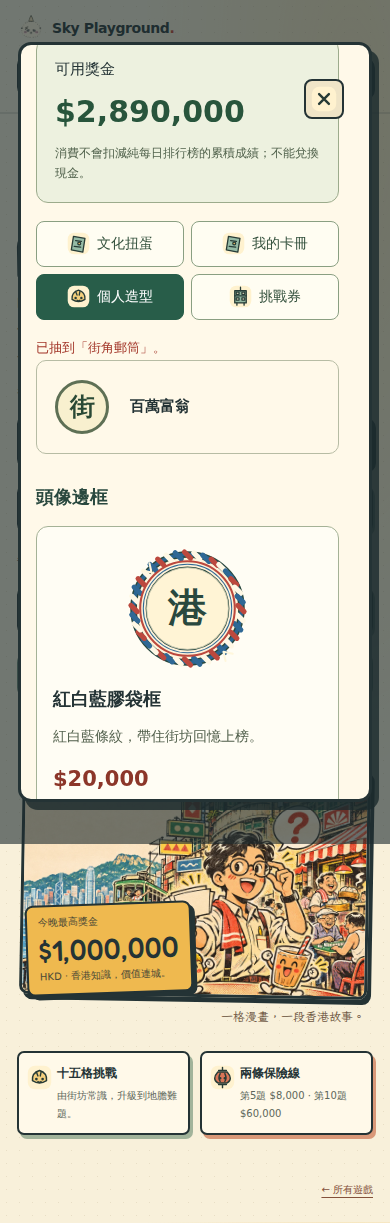 Sky Playground.
可用獎金
$2,890,000
消費不會扣減純每日排行榜的累積成績；不能兌換
現金。
文化扭蛋
我的卡冊
個人造型
挑戰券
已抽到「街角郵筒」。
街
百萬富翁
頭像邊框
港
紅白藍膠袋框
紅白藍條紋，帶住街坊回憶上榜。
$20,000
?
今晚最高獎金
$1,000,000
HKD · 香港知識，價值連城。
一格漫畫，一段香港故事。
十五格挑戰
由街坊常識，升級到地膽難
題。
兩條保險線
第5題 $8,000 · 第10題
$60,000
← 所有遊戲